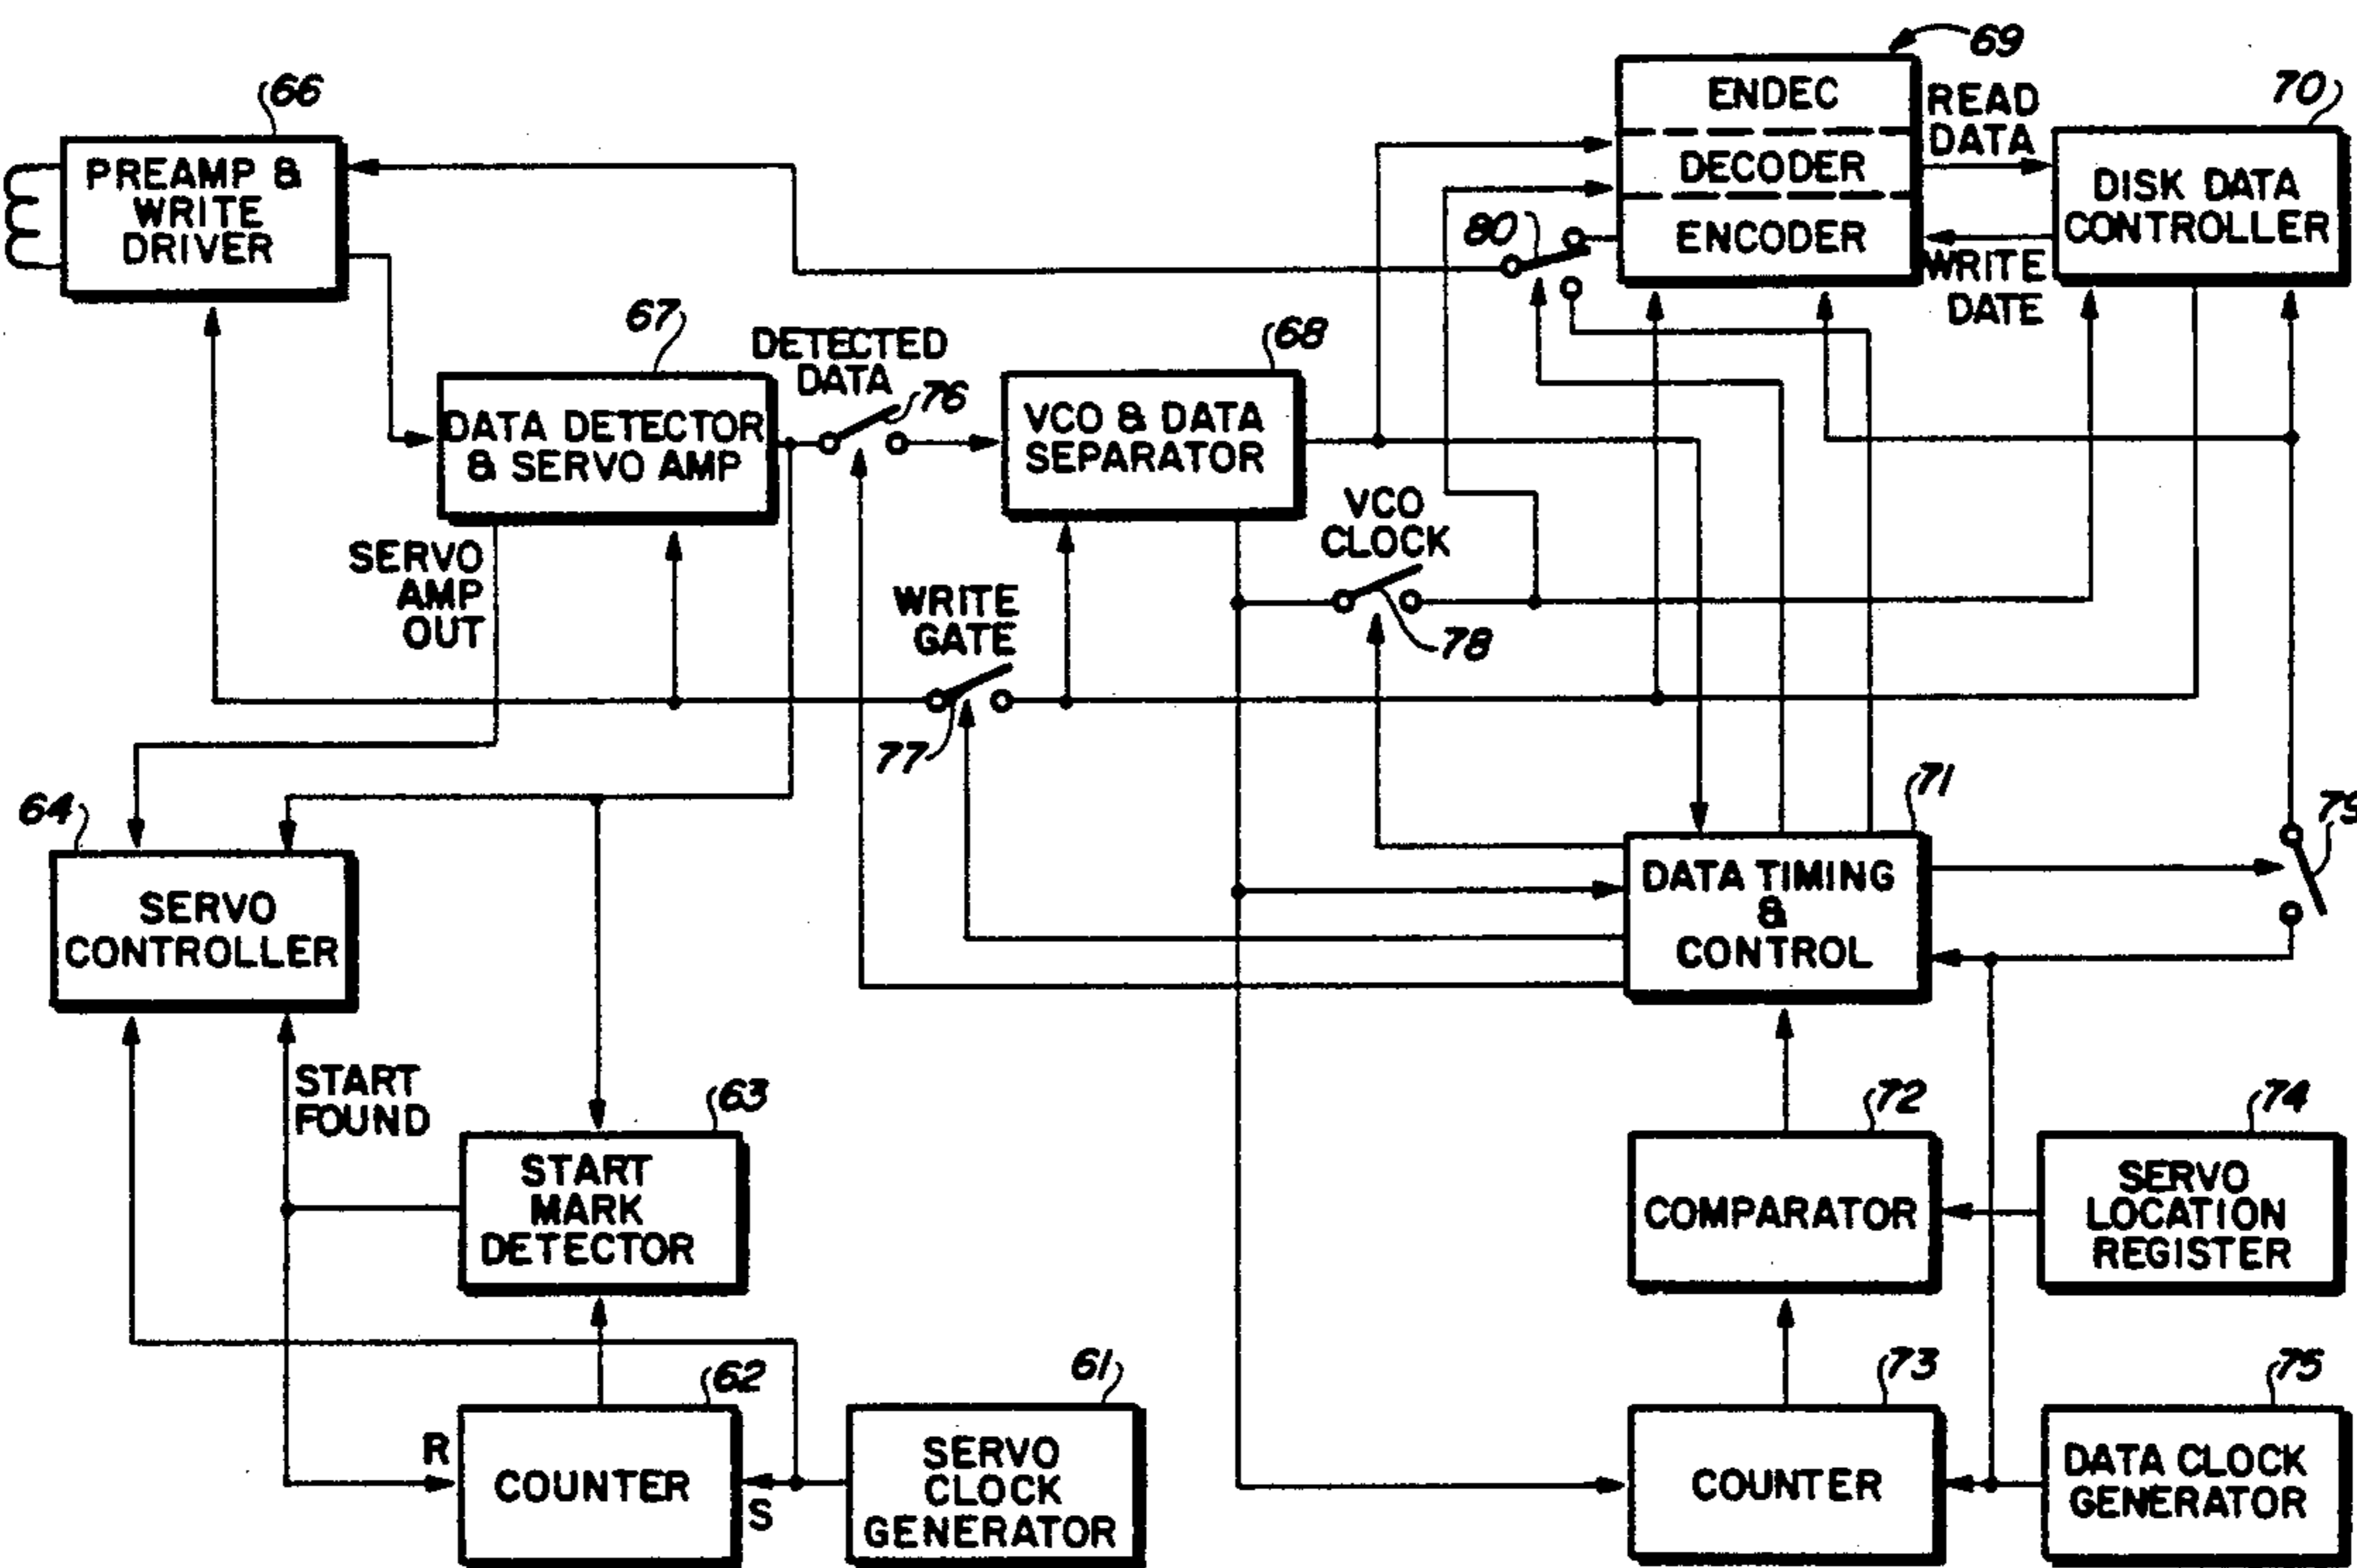 66
PREAMP &
WRITE
DRIVER
69
ENDEC
DECODER
ENCODER
READ
DATA
WRITE
DATE
70
DISK DATA
CONTROLLER
80
67
DATA DETECTOR
& SERVO AMP
DETECTED
DATA
76
68
VCO & DATA
SEPARATOR
SERVO
AMP
OUT
WRITE
GATE
77
VCO
CLOCK
78
64
SERVO
CONTROLLER
71
DATA TIMING
&
CONTROL
79
START
FOUND
63
START
MARK
DETECTOR
72
COMPARATOR
74
SERVO
LOCATION
REGISTER
62
R
COUNTER
S
61
SERVO
CLOCK
GENERATOR
73
COUNTER
75
DATA CLOCK
GENERATOR